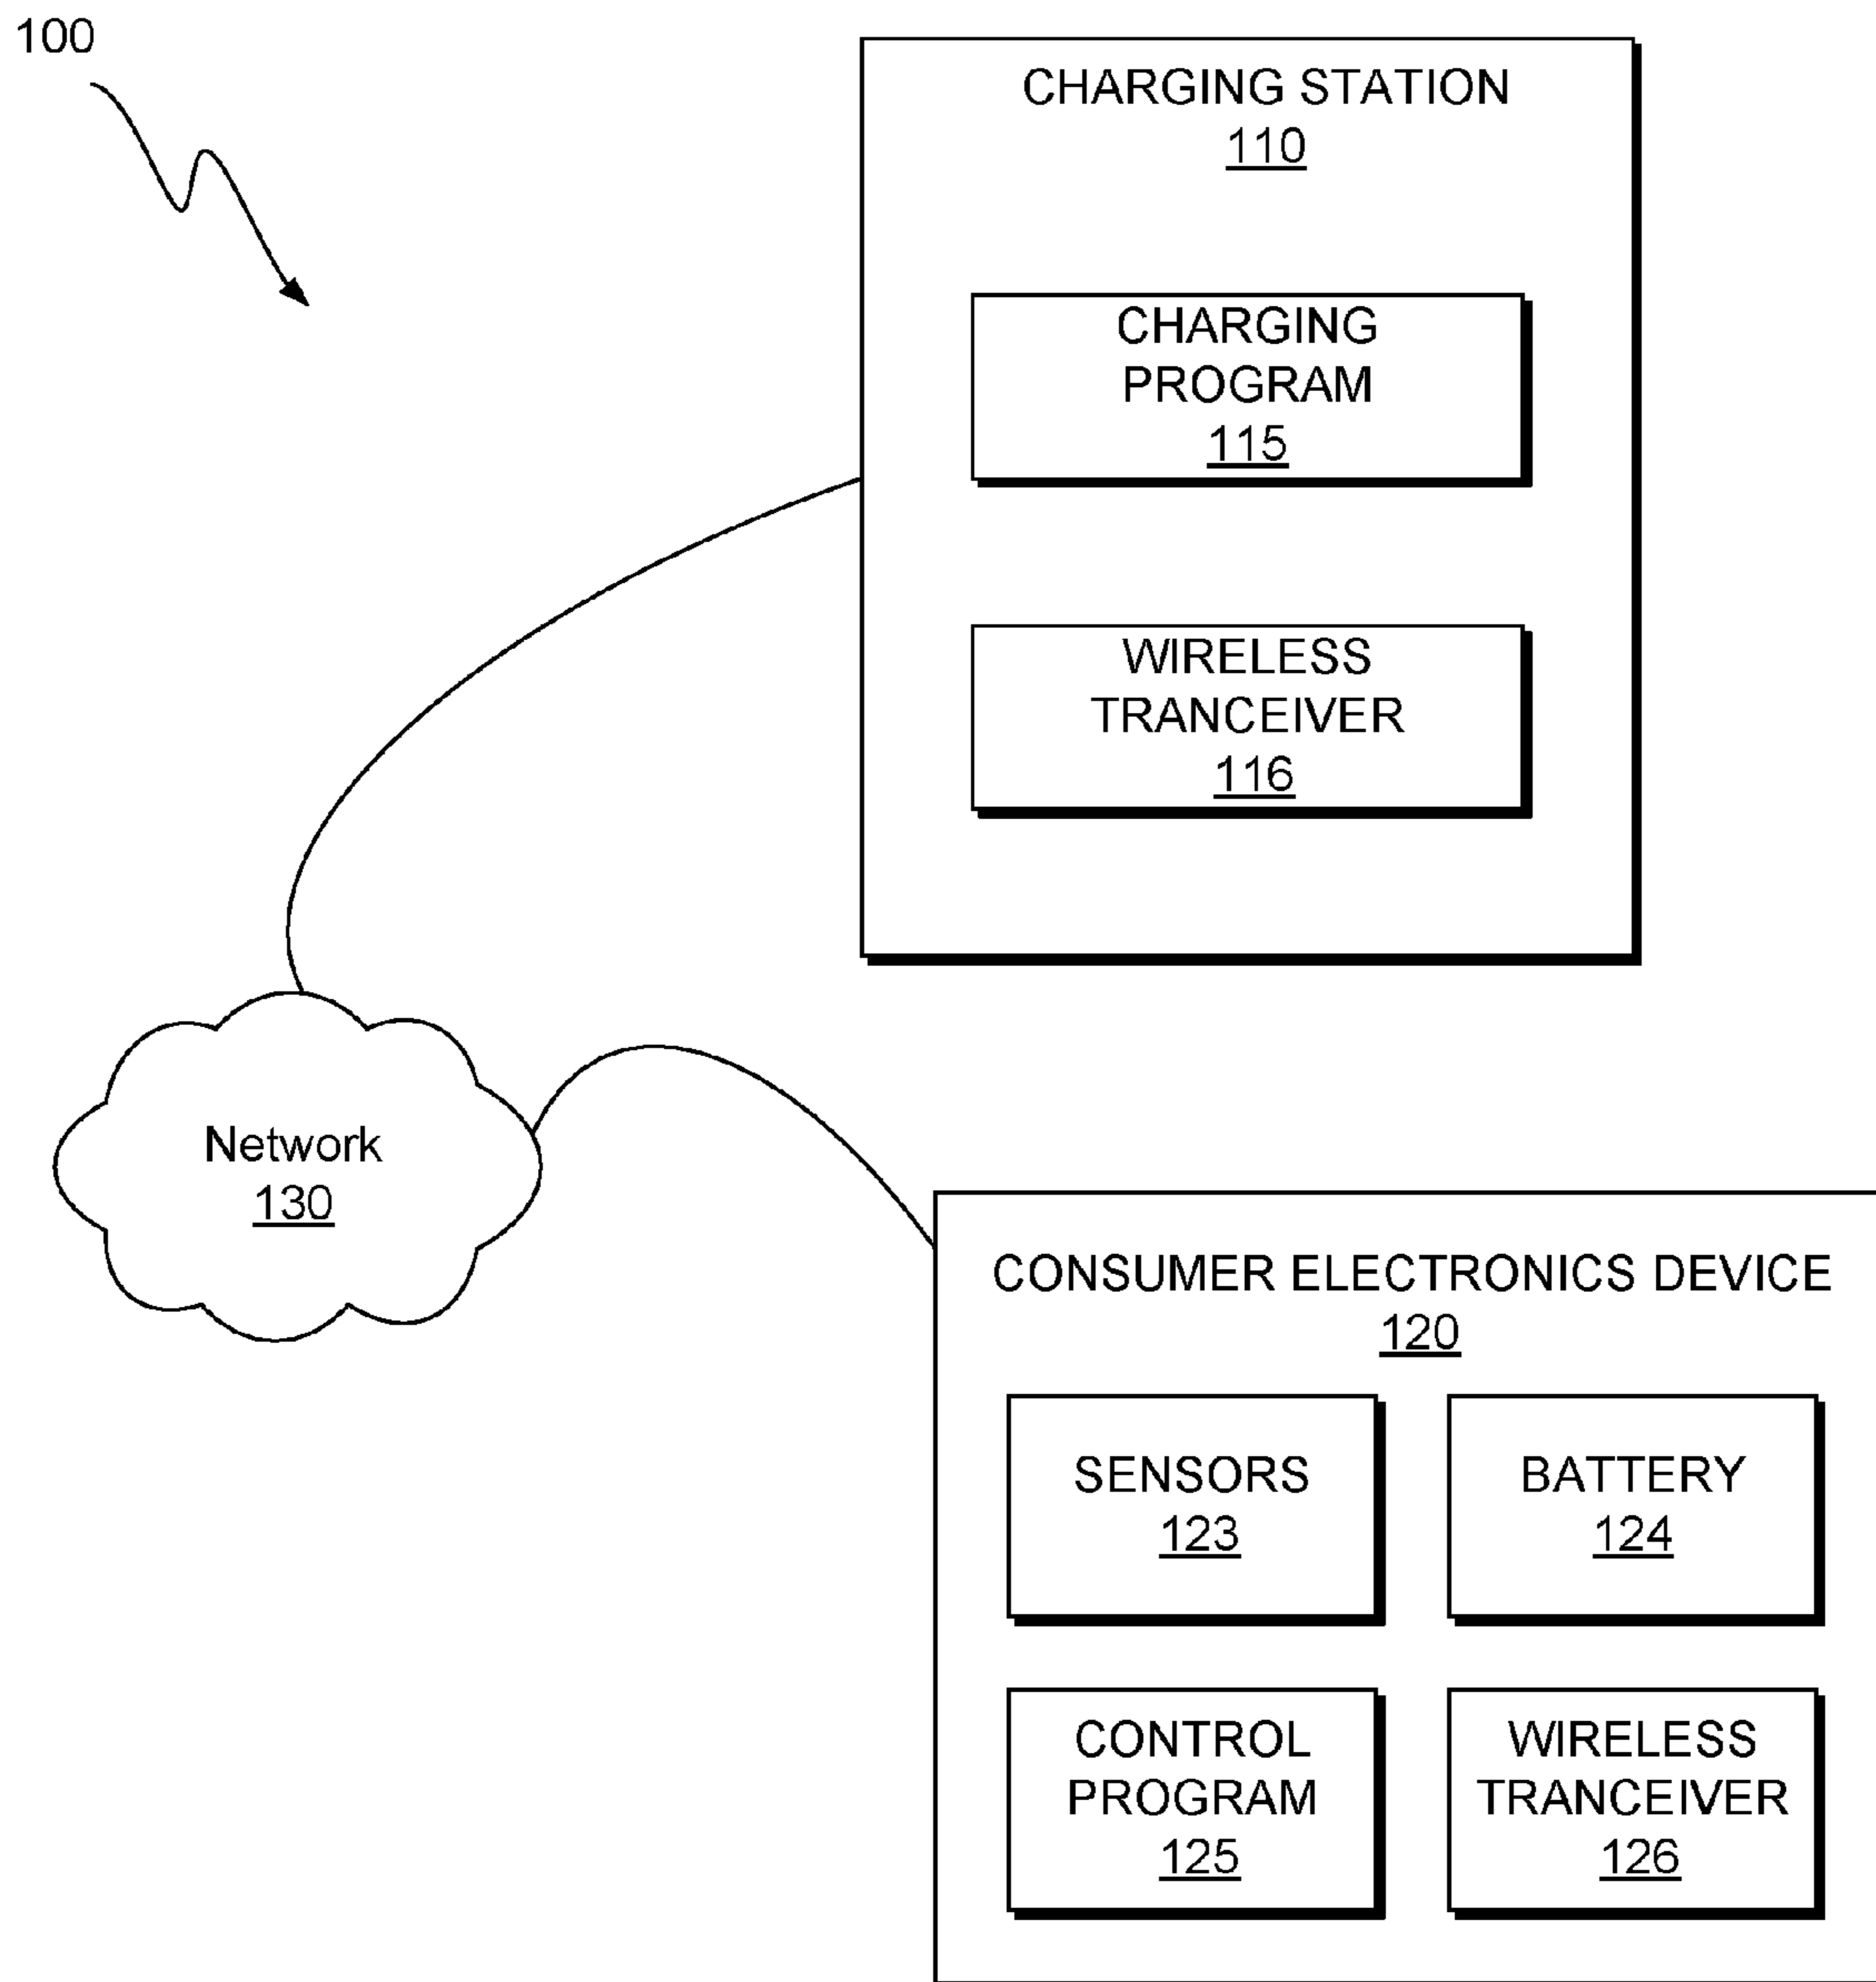 100
CHARGING STATION
110
CHARGING
PROGRAM
115
WIRELESS
TRANCEIVER
116
Network
130
CONSUMER ELECTRONICS DEVICE
120
SENSORS
123
BATTERY
124
CONTROL
PROGRAM
125
WIRELESS
TRANCEIVER
126